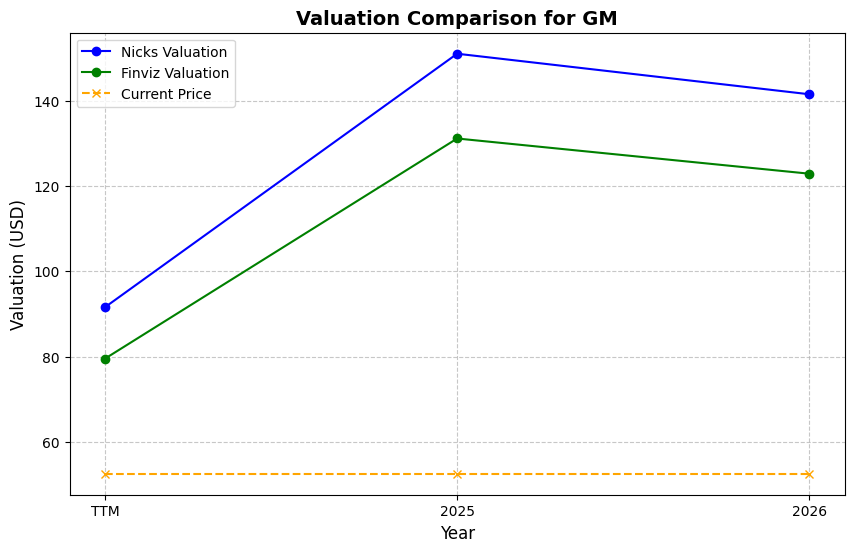 Valuation Comparison for GM
Nicks Valuation
Finviz Valuation
Current Price
Valuation (USD)
140
120
100
80
60
TTM
2025
2026
Year